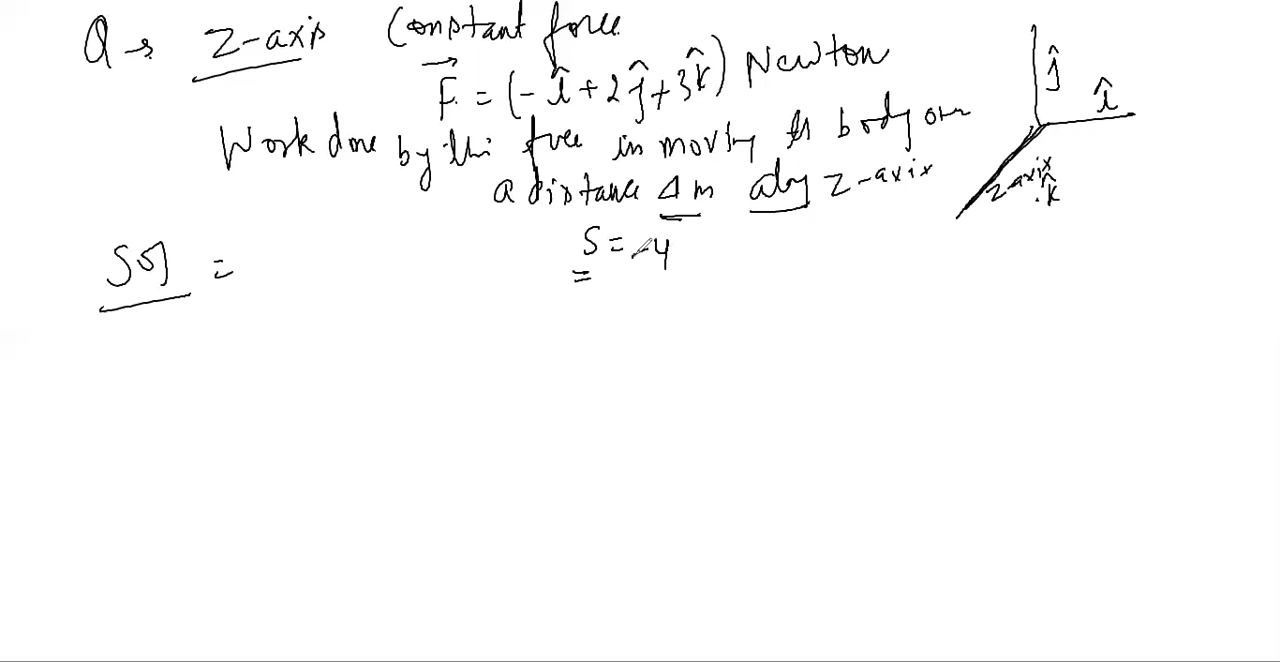 Q → z-axis Constant force
F⃗ = (-î + 2ĵ + 3k̂) Newton
Work done by this force in moving the body over
a distance 4 m along z-axis
Sol = S = 4
ĵ
î
z-axis
k̂